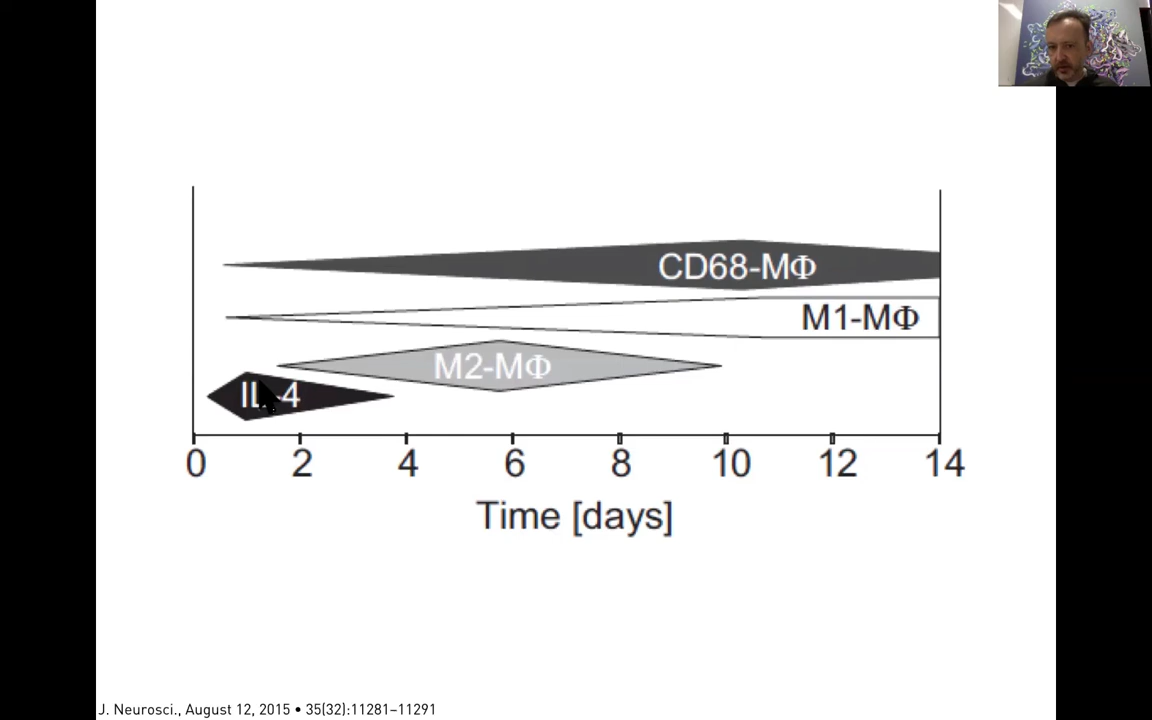 CD68-MΦ
M1-MΦ
M2-MΦ
IL-4
0 2 4 6 8 10 12 14
Time [days]
J. Neurosci., August 12, 2015 • 35(32):11281–11291